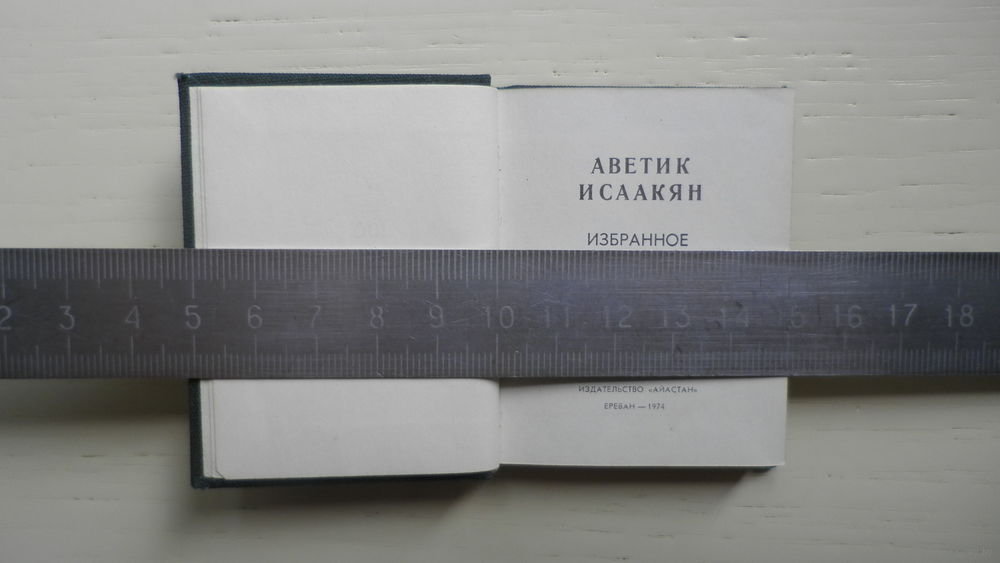 АВЕТИК
ИСААКЯН
ИЗБРАННОЕ
2 3 4 5 6 7 8 9 10 11 12 13 14 15 16 17 18
ИЗДАТЕЛЬСТВО «АЙАСТАН»
ЕРЕВАН — 1974